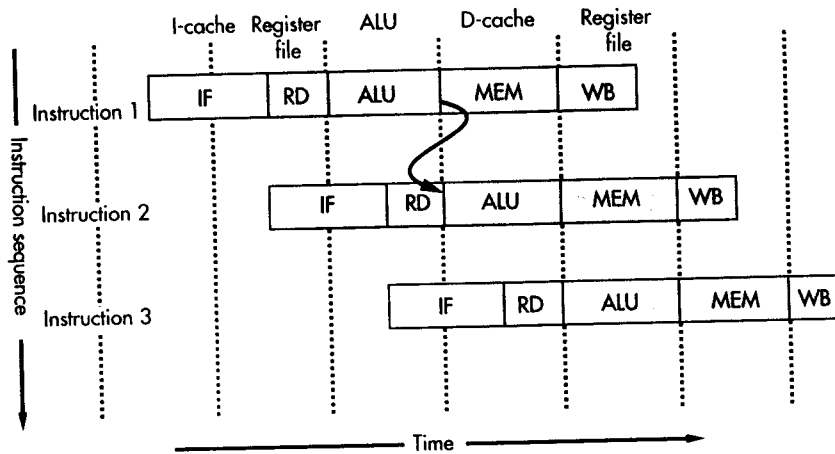 I-cache Register file ALU D-cache Register file
Instruction 1 IF RD ALU MEM WB
Instruction 2 IF RD ALU MEM WB
Instruction 3 IF RD ALU MEM WB
Instruction sequence
Time